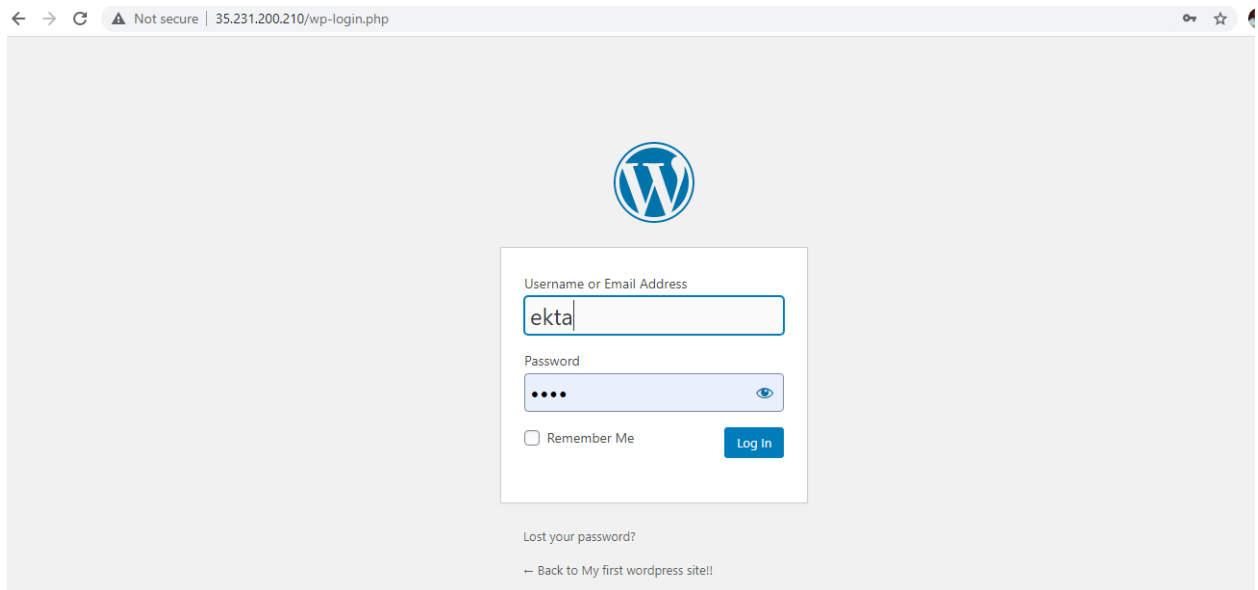 Not secure | 35.231.200.210/wp-login.php
Username or Email Address
ekta
Password
••••
Remember Me
Log In
Lost your password?
← Back to My first wordpress site!!